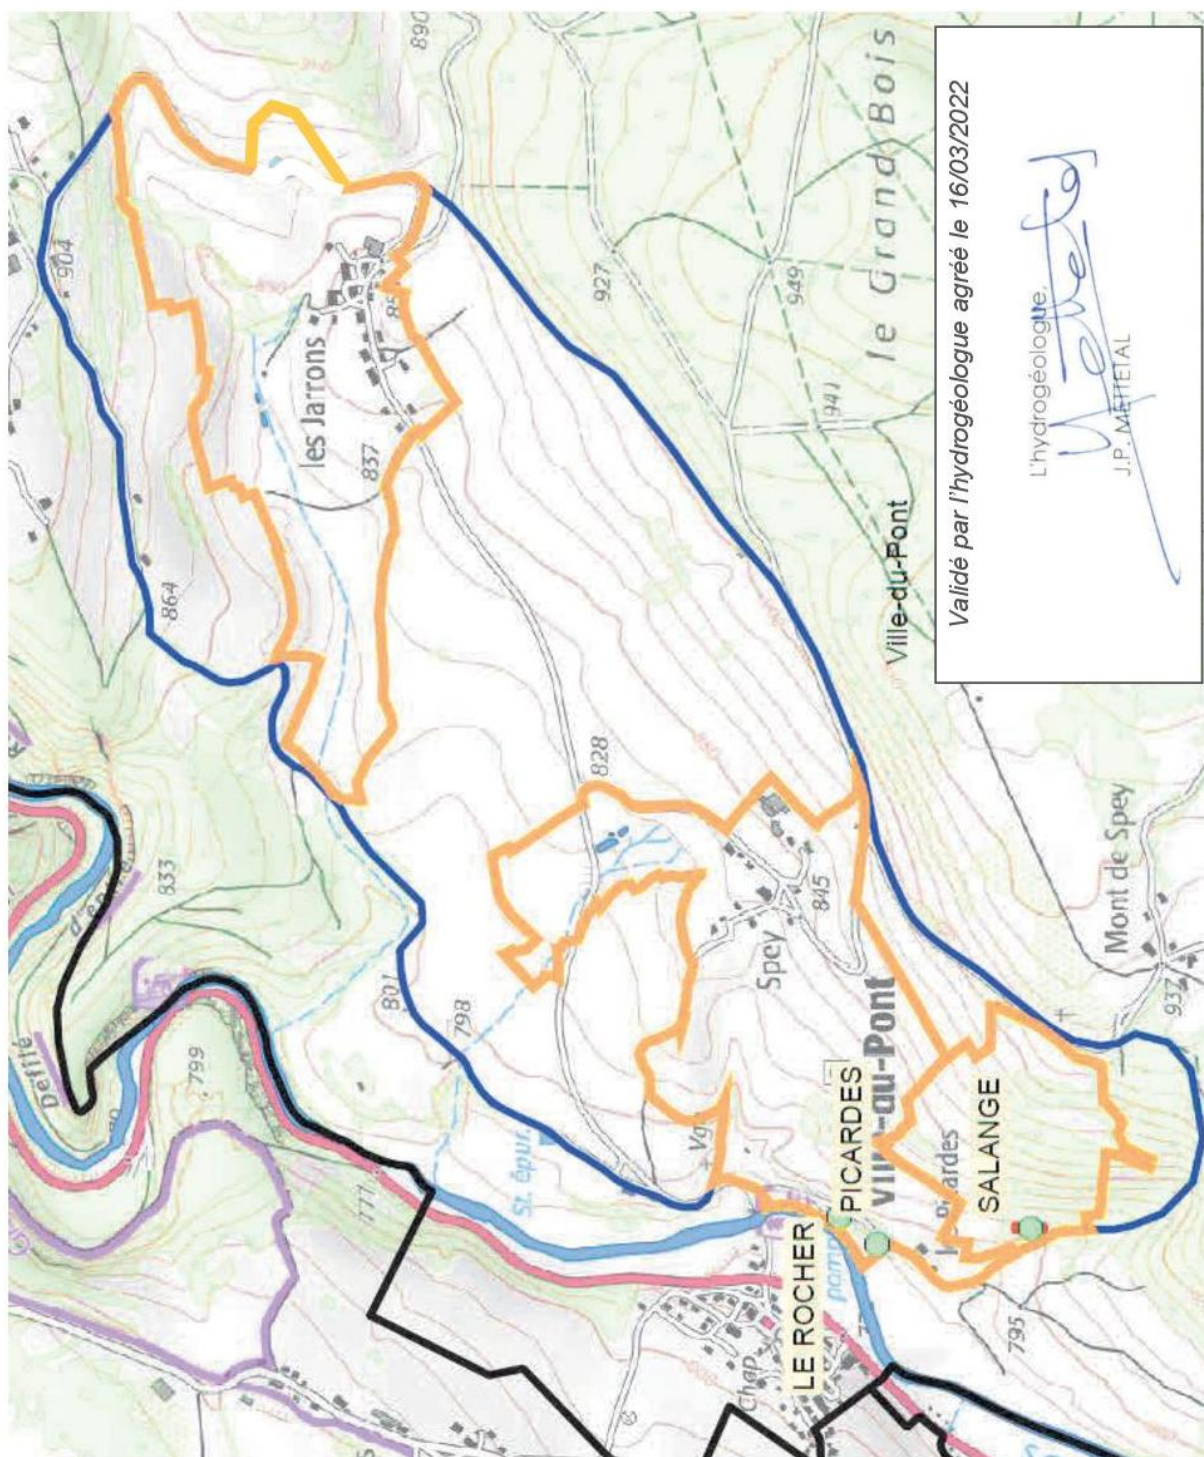 Validé par l'hydrogéologue agréé le 16/03/2022
L'hydrogéologue,
J.P. METTETAL
le Grand Bois
890
927
949
941
Ville-du-Pont
904
les Jarrons
837
864
828
Mont de Spey
937
845
Spey
833
Défilé
d'Entre
801
798
799
771
St. épur.
VILLE-au-Pont
PICARDES
SALANGE
LE ROCHER
Chap
795